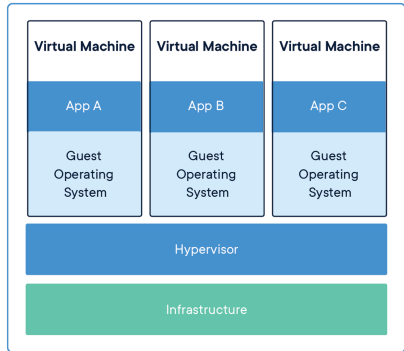 Virtual Machine
Virtual Machine
Virtual Machine
App A
App B
App C
Guest
Operating
System
Guest
Operating
System
Guest
Operating
System
Hypervisor
Infrastructure